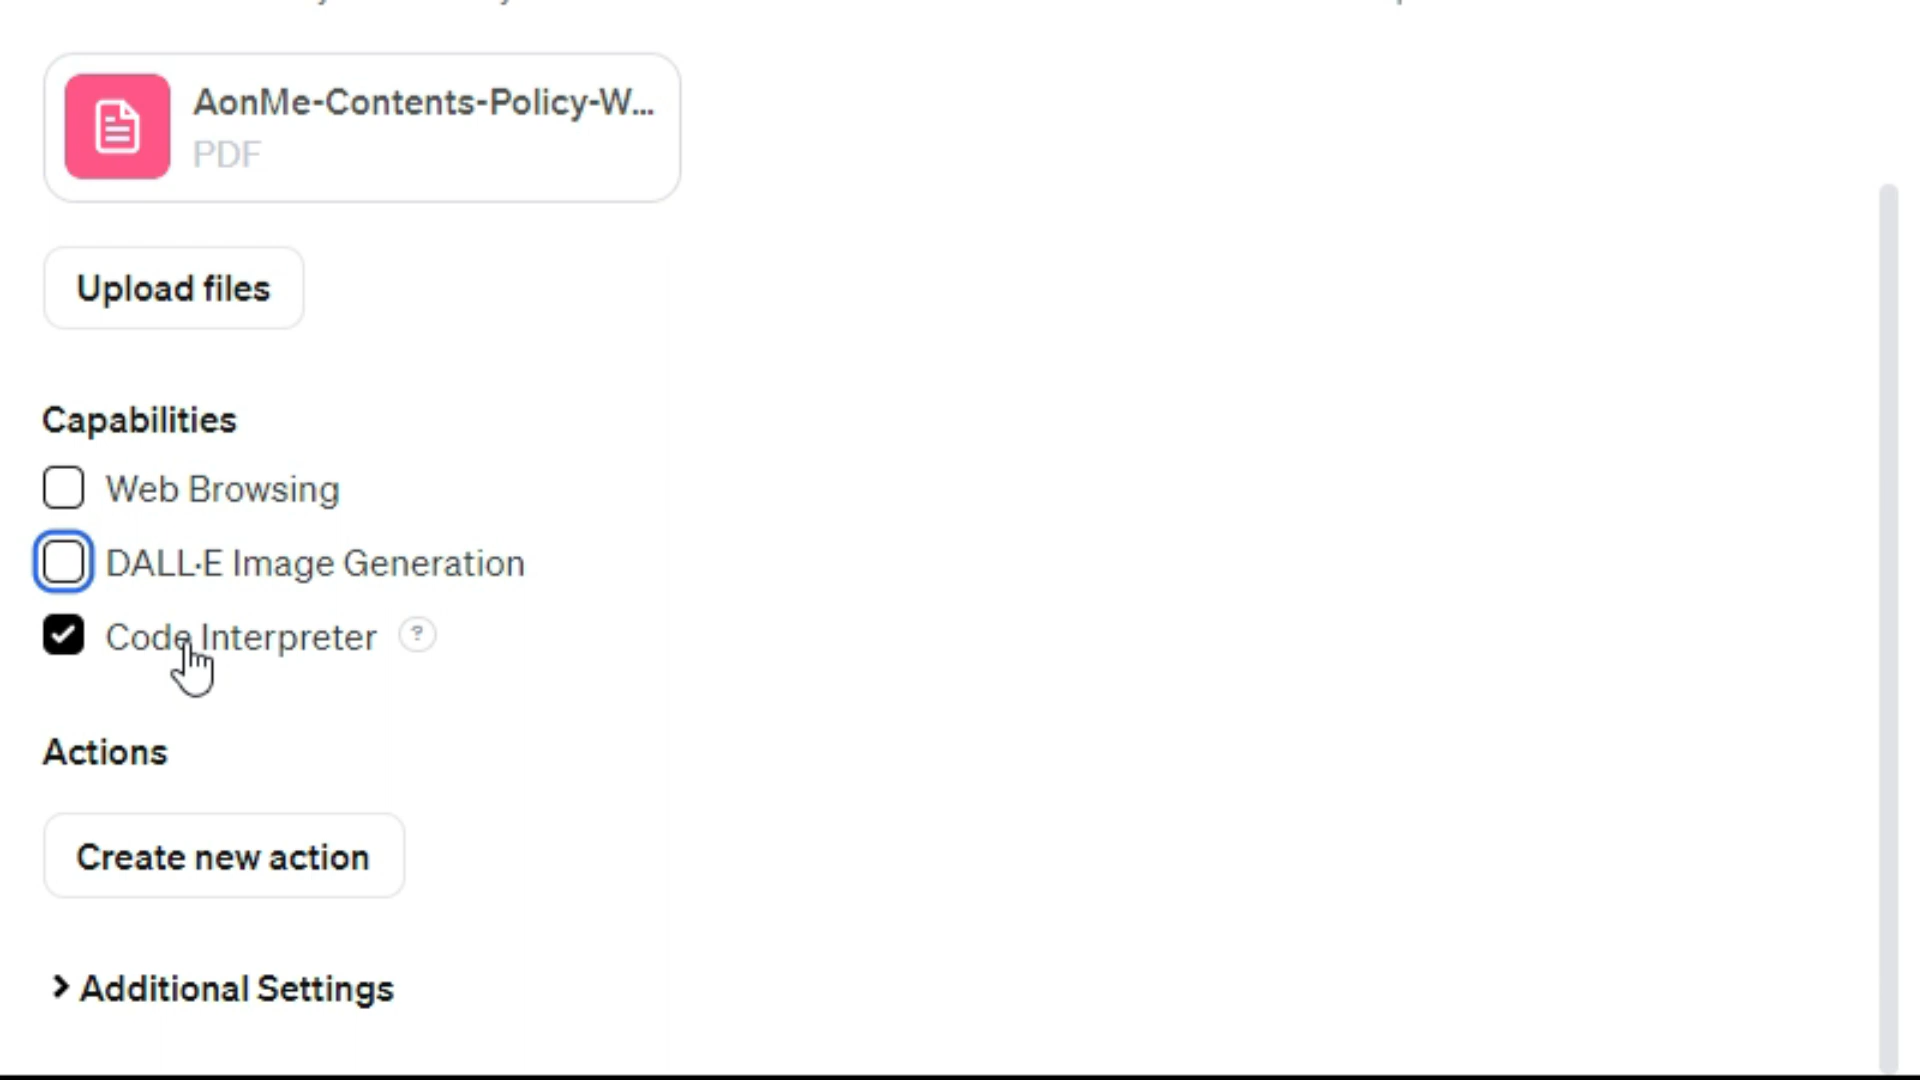 AonMe-Contents-Policy-W...
PDF
Upload files
Capabilities
Web Browsing
DALL·E Image Generation
Code Interpreter ?
Actions
Create new action
Additional Settings